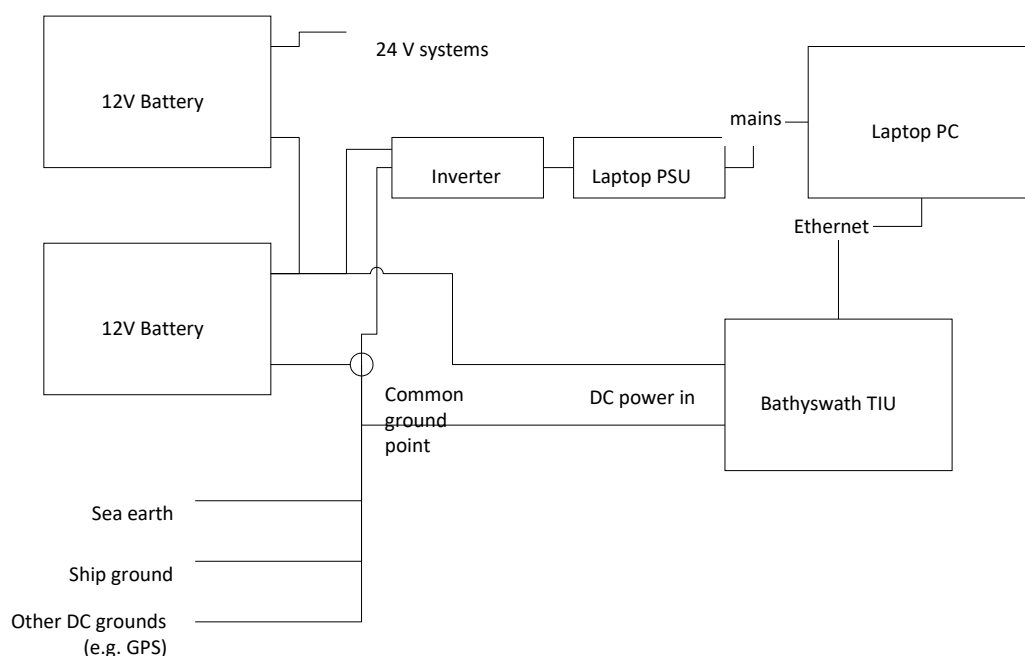 24 V systems
12V Battery
mains
Laptop PC
Inverter
Laptop PSU
Ethernet
12V Battery
Common
ground
point
DC power in
Bathyswath TIU
Sea earth
Ship ground
Other DC grounds
(e.g. GPS)